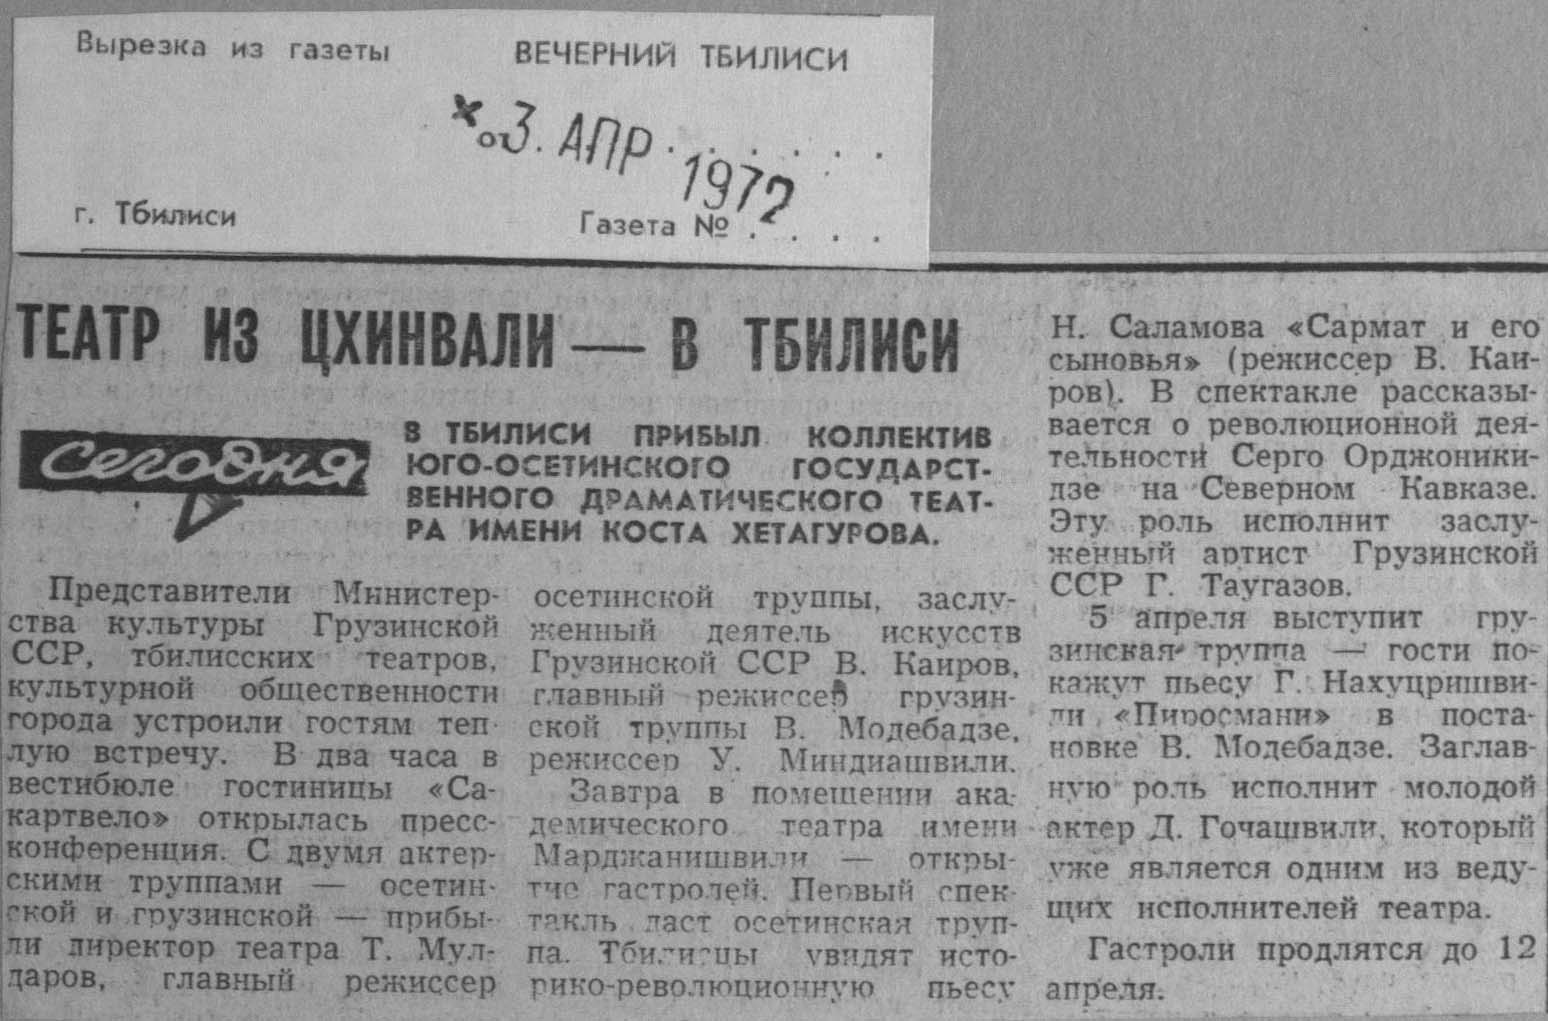 Вырезка из газеты ВЕЧЕРНИЙ ТБИЛИСИ
от 3. АПР. 1972
г. Тбилиси Газета №
ТЕАТР ИЗ ЦХИНВАЛИ — В ТБИЛИСИ
Сегодня
В ТБИЛИСИ ПРИБЫЛ КОЛЛЕКТИВ
ЮГО-ОСЕТИНСКОГО ГОСУДАРСТ-
ВЕННОГО ДРАМАТИЧЕСКОГО ТЕАТ-
РА ИМЕНИ КОСТА ХЕТАГУРОВА.
Представители Министер-
ства культуры Грузинской
ССР, тбилисских театров,
культурной общественности
города устроили гостям теп-
лую встречу. В два часа в
вестибюле гостиницы «Са-
картвело» открылась пресс-
конференция. С двумя актер-
скими труппами — осетин-
ской и грузинской — прибы-
ли директор театра Т. Мул-
даров, главный режиссер
осетинской труппы, заслу-
женный деятель искусств
Грузинской ССР В. Каиров,
главный режиссер грузин-
ской труппы В. Модебадзе,
режиссер У. Миндиашвили.
Завтра в помещении ака-
демического театра имени
Марджанишвили — откры-
тие гастролей. Первый спек-
такль даст осетинская труп-
па. Тбилисцы увидят исто-
рико-революционную пьесу
Н. Саламова «Сармат и его
сыновья» (режиссер В. Каи-
ров). В спектакле рассказы-
вается о революционной дея-
тельности Серго Орджоники-
дзе на Северном Кавказе.
Эту роль исполнит заслу-
женный артист Грузинской
ССР Г. Таугазов.
5 апреля выступит гру-
зинская труппа — гости по-
кажут пьесу Г. Нахуцришви-
ли «Пиросмани» в поста-
новке В. Модебадзе. Заглав-
ную роль исполнит молодой
актер Д. Гочашвили, который
уже является одним из веду-
щих исполнителей театра.
Гастроли продлятся до 12
апреля.